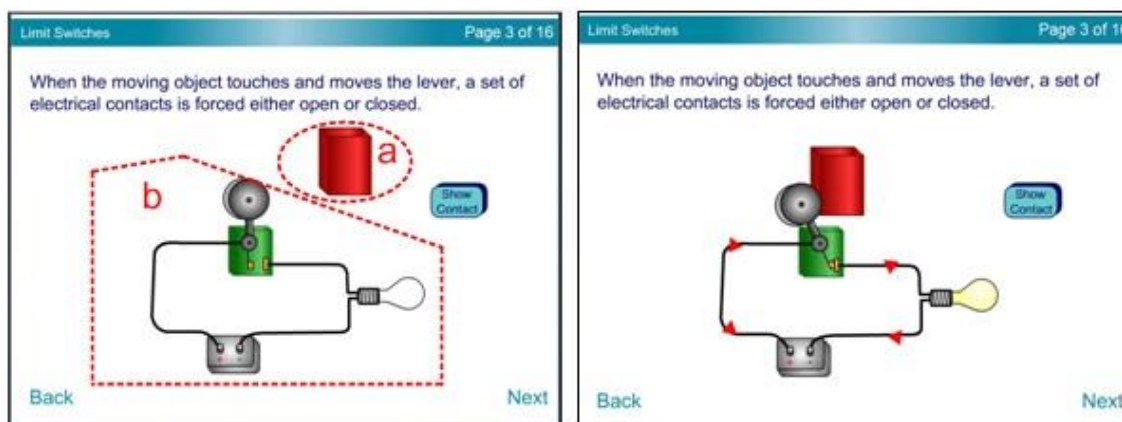 Limit Switches
Page 3 of 16
When the moving object touches and moves the lever, a set of
electrical contacts is forced either open or closed.
a
b
Show
Contact
Back
Next
Limit Switches
Page 3 of 16
When the moving object touches and moves the lever, a set of
electrical contacts is forced either open or closed.
Show
Contact
Back
Next